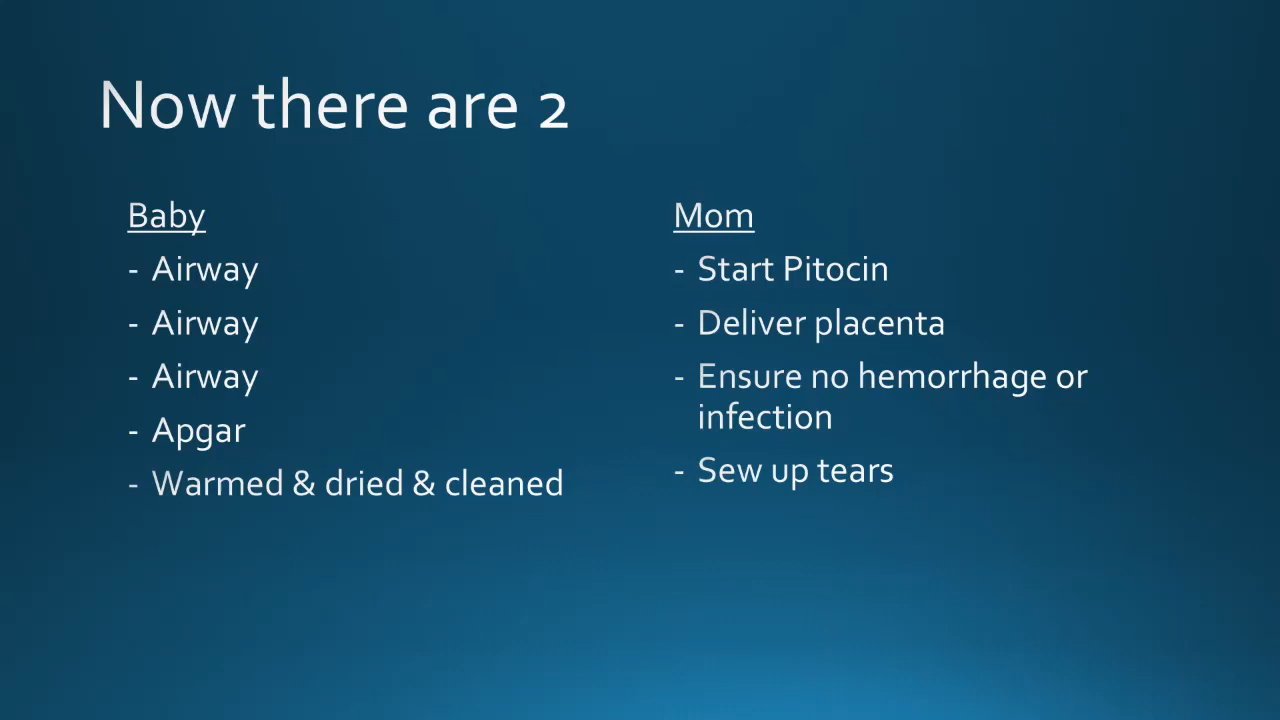 Now there are 2
Baby
- Airway
- Airway
- Airway
- Apgar
- Warmed & dried & cleaned
Mom
- Start Pitocin
- Deliver placenta
- Ensure no hemorrhage or
infection
- Sew up tears